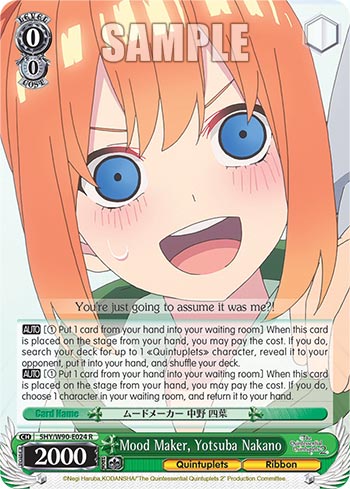 LEVEL
0
0
COST
SAMPLE
You're just going to assume it was me?!
AUTO [① Put 1 card from your hand into your waiting room] When this card
is placed on the stage from your hand, you may pay the cost. If you do,
search your deck for up to 1 «Quintuplets» character, reveal it to your
opponent, put it into your hand, and shuffle your deck.
AUTO [① Put 1 card from your hand into your waiting room] When this card
is placed on the stage from your hand, you may pay the cost. If you do,
choose 1 character in your waiting room, and return it to your hand.
Card Name
ムードメーカー 中野 四葉
CH
5HY/W90-E024 R
Mood Maker, Yotsuba Nakano
2000
Quintuplets
Ribbon
©Negi Haruba,KODANSHA/"The Quintessential Quintuplets 2" Production Committee.